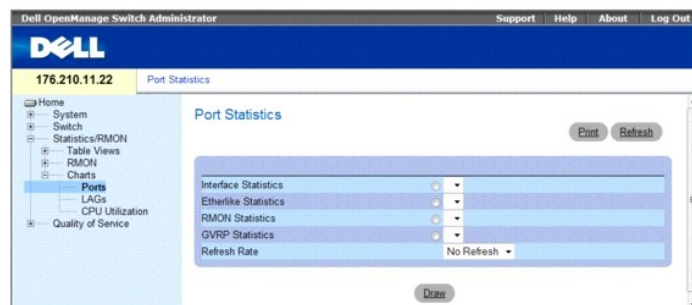 Dell OpenManage Switch Administrator
Support Help About Log Out
DELL
176.210.11.22
Port Statistics
Home
System
Switch
Statistics/RMON
Table Views
RMON
Charts
Ports
LAGs
CPU Utilization
Quality of Service
Port Statistics
Print Refresh
Interface Statistics
Etherlike Statistics
RMON Statistics
GVRP Statistics
Refresh Rate No Refresh
Draw